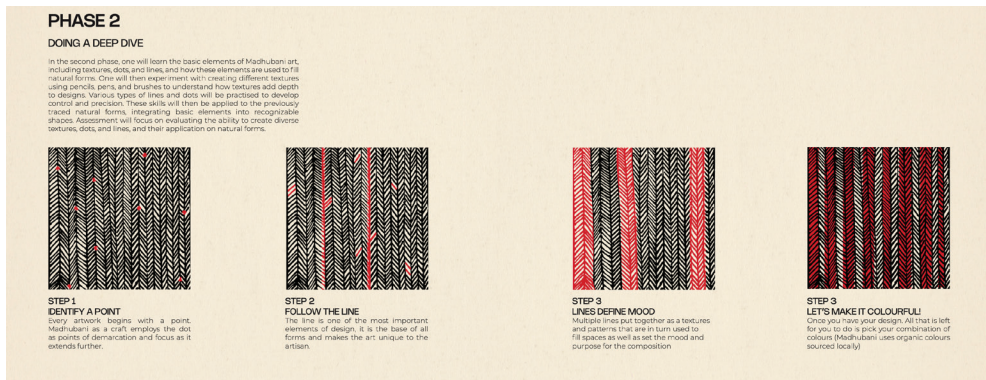 PHASE 2
DOING A DEEP DIVE
In the second phase, one will learn the basic elements of Madhubani art,
including textures, dots, and lines, and how these elements are used to fill
natural forms. One will then experiment with creating different textures
using pencils, pens, and brushes to understand how textures add depth
to designs. Various types of lines and dots will be practised to develop
control and precision. These skills will then be applied to the previously
traced natural forms, integrating basic elements into recognizable
shapes. Assessment will focus on evaluating the ability to create diverse
textures, dots, and lines, and their application on natural forms.
STEP 1
IDENTIFY A POINT
Every artwork begins with a point.
Madhubani as a craft employs the dot
as points of demarcation and focus as it
extends further.
STEP 2
FOLLOW THE LINE
The line is one of the most important
elements of design, it is the base of all
forms and makes the art unique to the
artisan.
STEP 3
LINES DEFINE MOOD
Multiple lines put together as a textures
and patterns that are in turn used to
fill spaces as well as set the mood and
purpose for the composition
STEP 3
LET'S MAKE IT COLOURFUL!
Once you have your design, All that is left
for you to do is pick your combination of
colours (Madhubani uses organic colours
sourced locally)